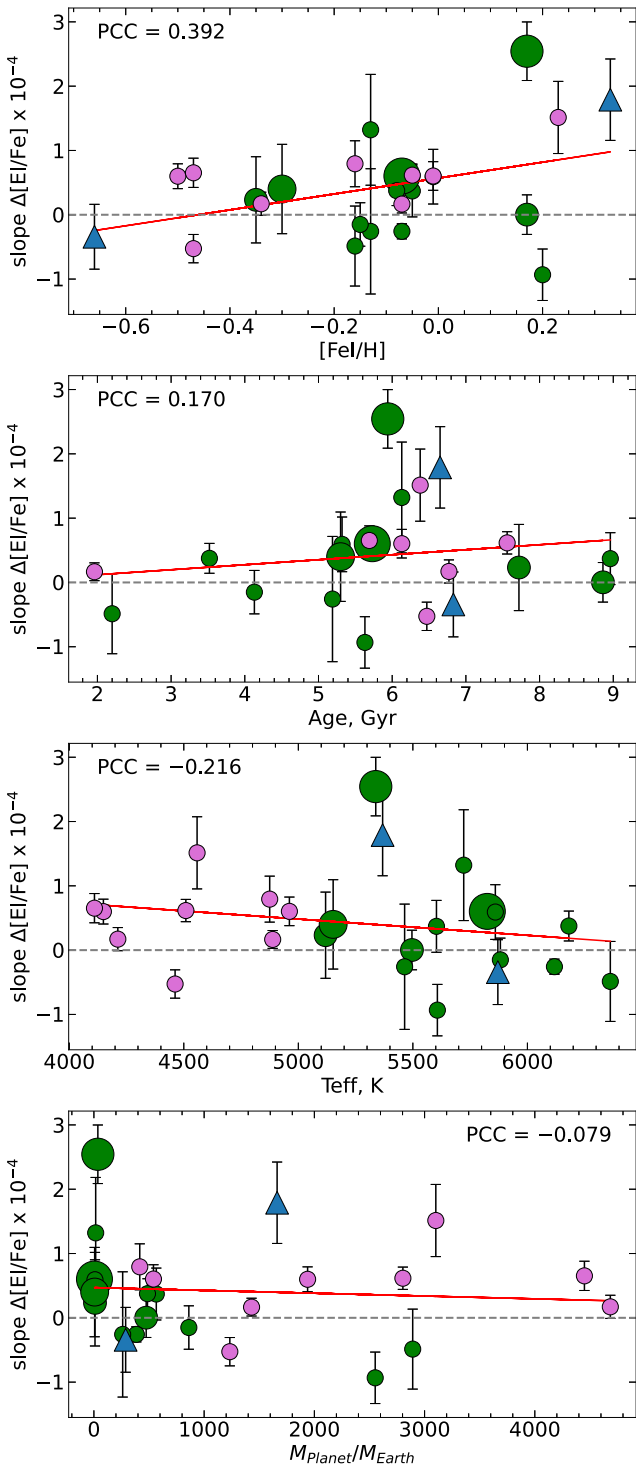 PCC = 0.392
slope Δ[El/Fe] x 10⁻⁴
3
2
1
0
−1
−0.6 −0.4 −0.2 0.0 0.2
[FeI/H]
PCC = 0.170
slope Δ[El/Fe] x 10⁻⁴
3
2
1
0
−1
2 3 4 5 6 7 8 9
Age, Gyr
PCC = −0.216
slope Δ[El/Fe] x 10⁻⁴
3
2
1
0
−1
4000 4500 5000 5500 6000
Teff, K
PCC = −0.079
slope Δ[El/Fe] x 10⁻⁴
3
2
1
0
−1
0 1000 2000 3000 4000
M_Planet/M_Earth